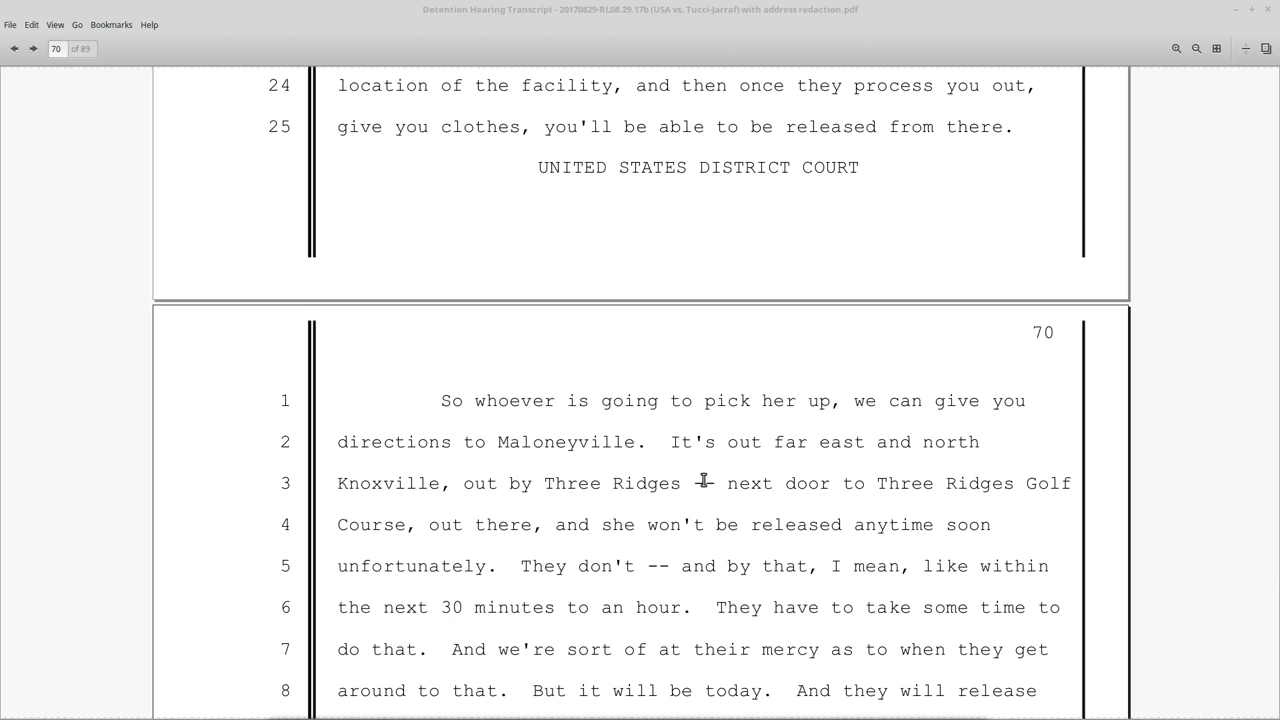 Detention Hearing Transcript - 20170829-RL08.29.17b (USA vs. Tucci-Jarraf) with address redaction.pdf
File Edit View Go Bookmarks Help
70 of 89
24 location of the facility, and then once they process you out,
25 give you clothes, you'll be able to be released from there.
UNITED STATES DISTRICT COURT
70
1 So whoever is going to pick her up, we can give you
2 directions to Maloneyville. It's out far east and north
3 Knoxville, out by Three Ridges -- next door to Three Ridges Golf
4 Course, out there, and she won't be released anytime soon
5 unfortunately. They don't -- and by that, I mean, like within
6 the next 30 minutes to an hour. They have to take some time to
7 do that. And we're sort of at their mercy as to when they get
8 around to that. But it will be today. And they will release